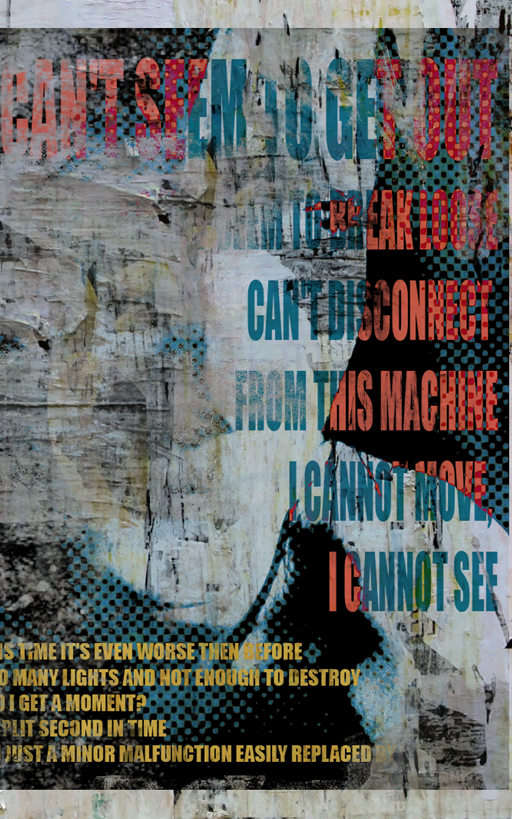 CAN'T SEEM TO GET OUT
TO BREAK LOOSE
CAN'T DISCONNECT
FROM THIS MACHINE
I CANNOT MOVE,
I CANNOT SEE
IS TIME IT'S EVEN WORSE THEN BEFORE
O MANY LIGHTS AND NOT ENOUGH TO DESTROY
I GET A MOMENT?
PLIT SECOND IN TIME
JUST A MINOR MALFUNCTION EASILY REPLACED